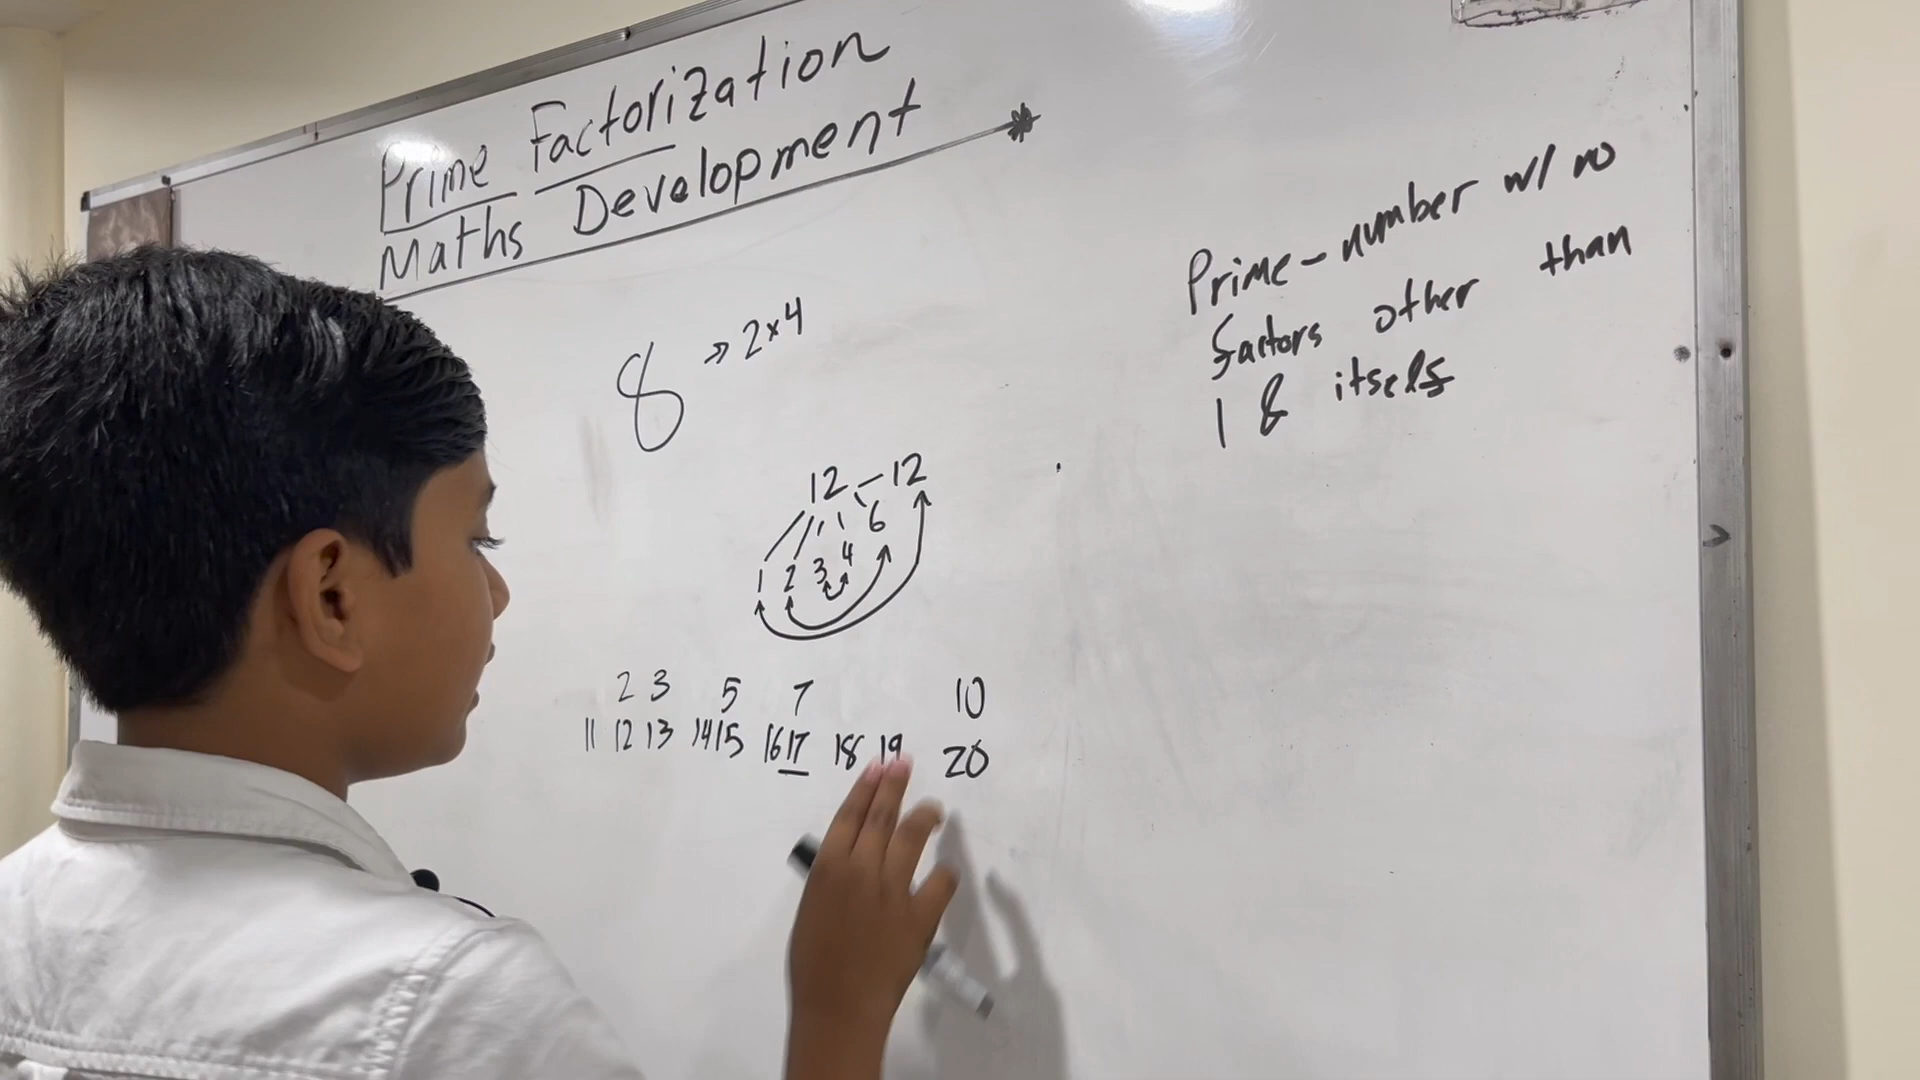 Prime Factorization
Maths Development
8 » 2×4
Prime - number w/ no
factors other than
1 & itself
12 - 12
6
1 2 3 4
2 3 5 7 10
11 12 13 14 15 16 17 18 19 20